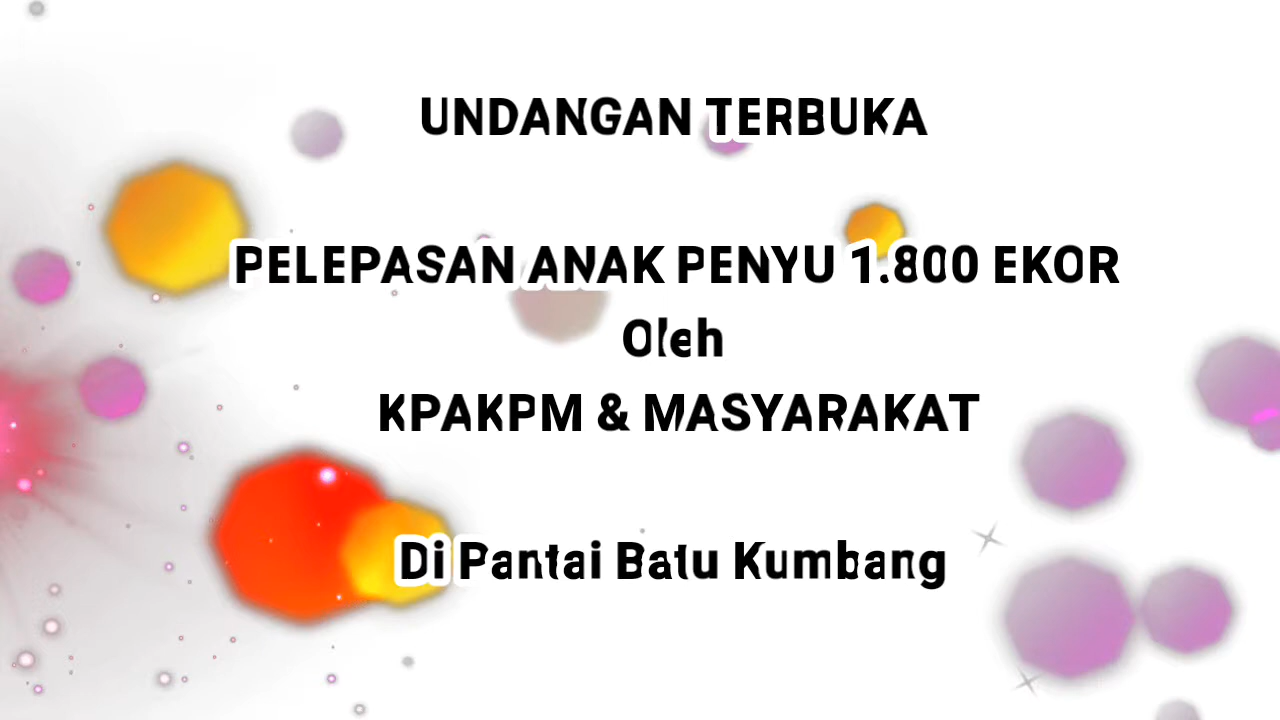 UNDANGAN TERBUKA
PELEPASAN ANAK PENYU 1.800 EKOR
Oleh
KPAKPM & MASYARAKAT
Di Pantai Batu Kumbang